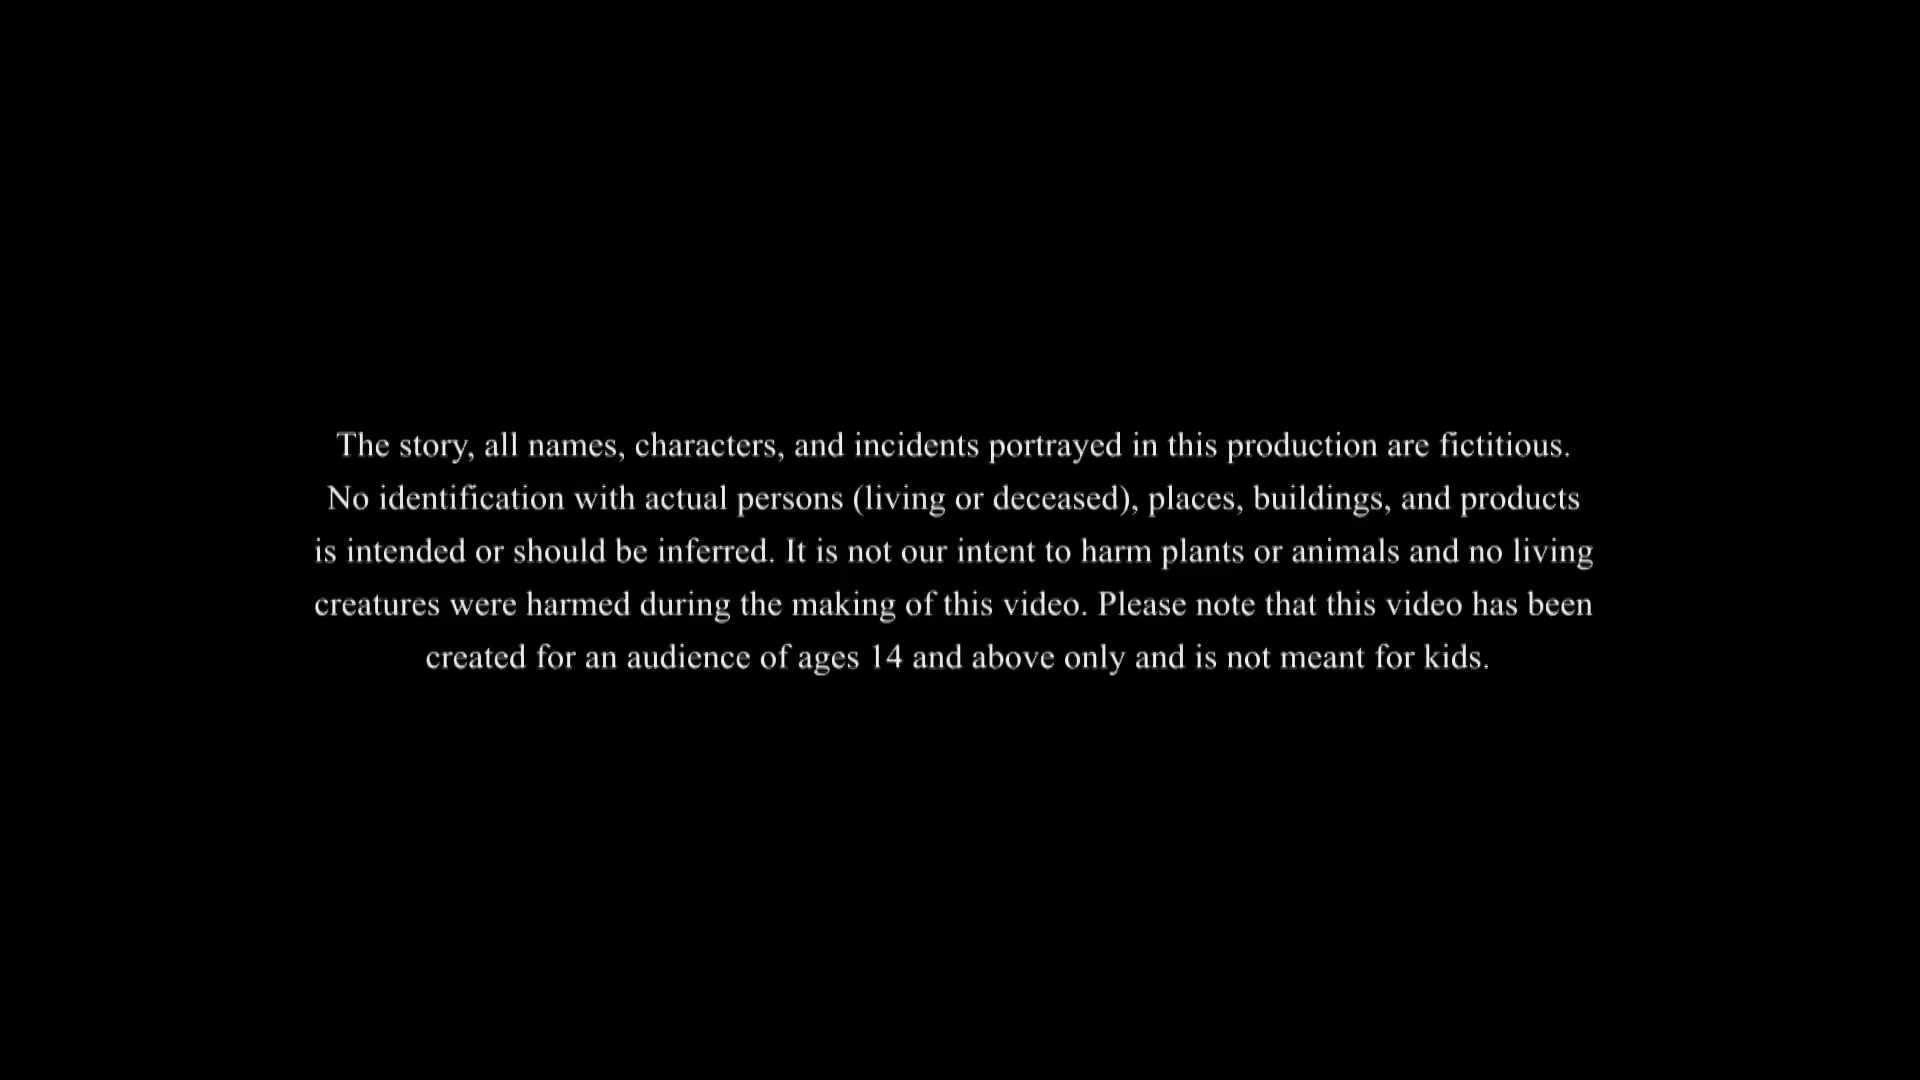 The story, all names, characters, and incidents portrayed in this production are fictitious.
No identification with actual persons (living or deceased), places, buildings, and products
is intended or should be inferred. It is not our intent to harm plants or animals and no living
creatures were harmed during the making of this video. Please note that this video has been
created for an audience of ages 14 and above only and is not meant for kids.